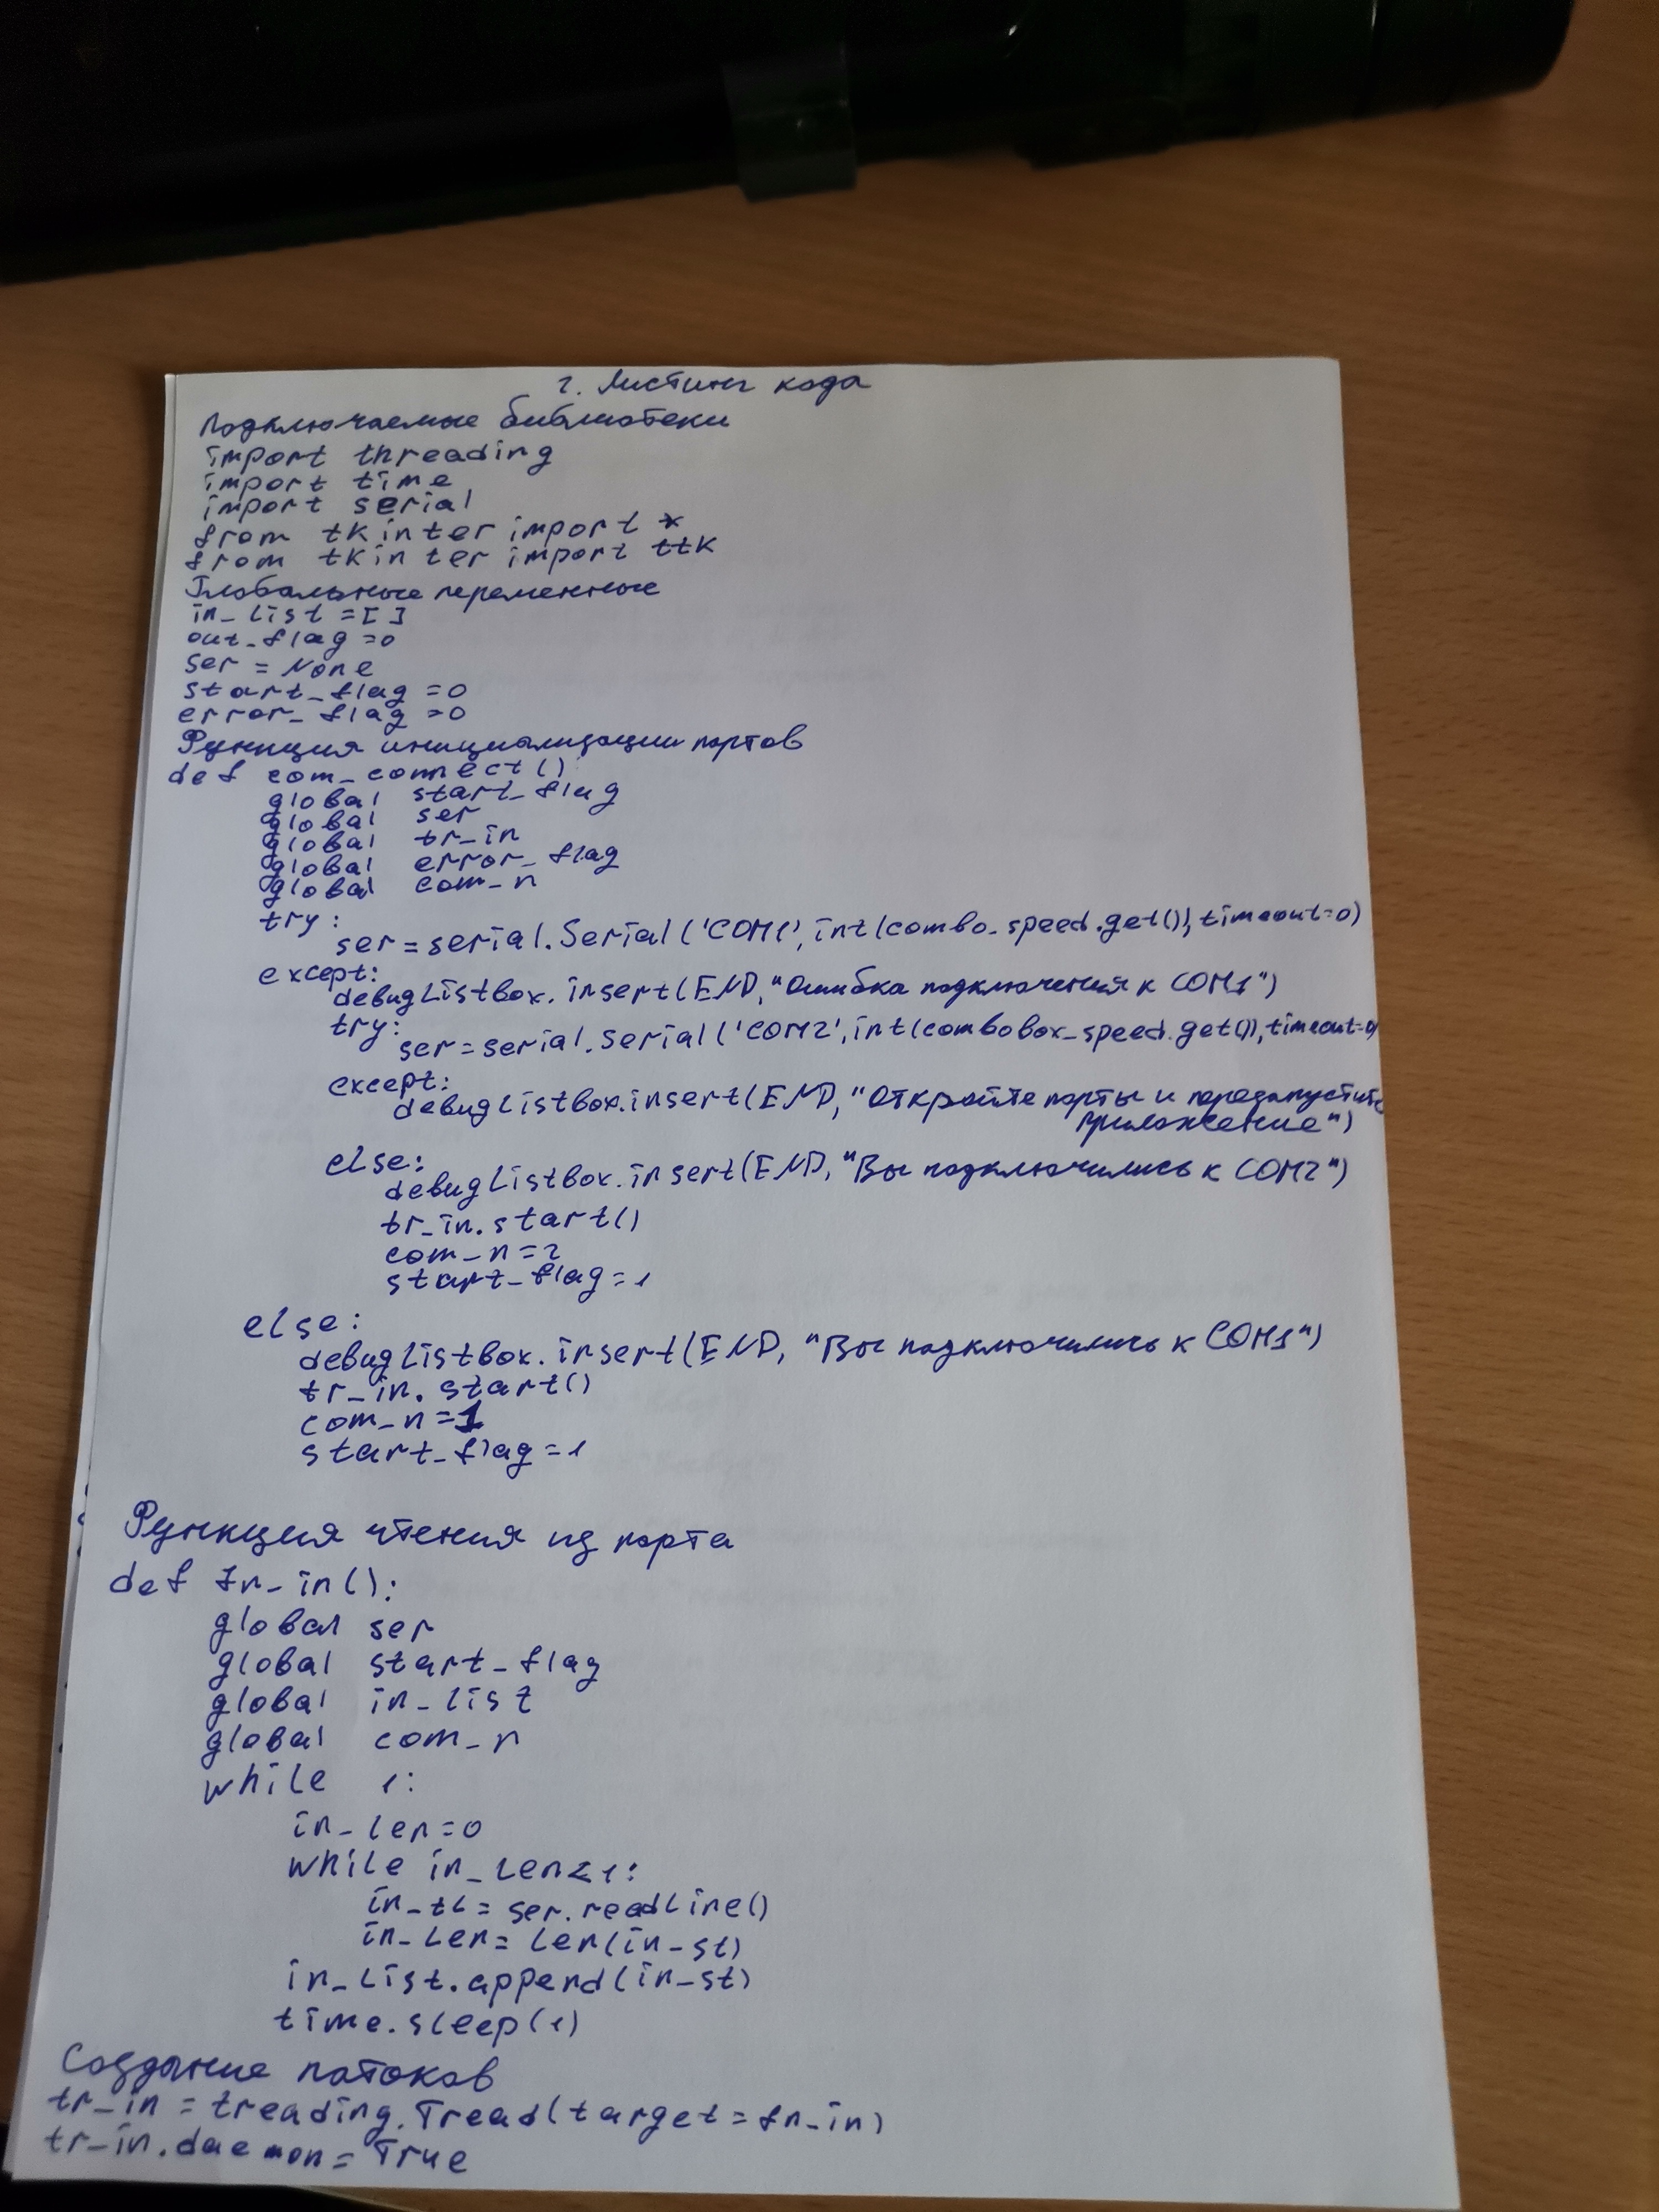 2. Листинг кода
Подключаемые библиотеки
import threading
import time
import serial
from tkinter import *
from tkinter import ttk
Глобальные переменные
in_list = [ ]
out_flag = 0
ser = None
start_flag = 0
error_flag = 0
Функция инициализации портов
def com_connect():
global start_flag
global ser
global tr_in
global error_flag
global com_n
try:
ser = serial.Serial('COM1', int(combo_speed.get()), timeout=0)
except:
debugListbox.insert(END, "Ошибка подключения к COM1")
try:
ser = serial.Serial('COM2', int(combobox_speed.get()), timeout=0)
except:
debugListbox.insert(END, "Откройте порты и перезапустите
приложение")
else:
debugListbox.insert(END, "Вы подключились к COM2")
tr_in.start()
com_n = 2
start_flag = 1
else:
debugListbox.insert(END, "Вы подключились к COM1")
tr_in.start()
com_n = 1
start_flag = 1
Функция чтения из порта
def fn_in():
global ser
global start_flag
global in_list
global com_n
while 1:
in_len = 0
while in_len < 1:
in_tl = ser.readline()
in_len = len(in_st)
in_list.append(in_st)
time.sleep(1)
Создание потоков
tr_in = treading.Tread(target = fn_in)
tr_in.daemon = True